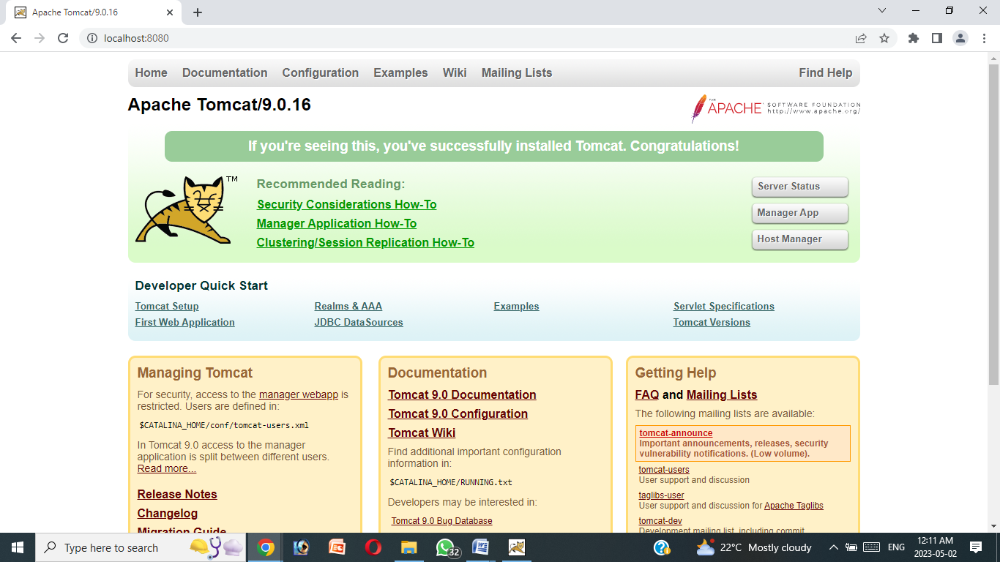 Apache Tomcat/9.0.16
localhost:8080
Home Documentation Configuration Examples Wiki Mailing Lists Find Help
Apache Tomcat/9.0.16
THE APACHE® SOFTWARE FOUNDATION
http://www.apache.org/
If you're seeing this, you've successfully installed Tomcat. Congratulations!
TM
Recommended Reading:
Security Considerations How-To
Manager Application How-To
Clustering/Session Replication How-To
Server Status
Manager App
Host Manager
Developer Quick Start
Tomcat Setup
First Web Application
Realms & AAA
JDBC DataSources
Examples
Servlet Specifications
Tomcat Versions
Managing Tomcat
For security, access to the manager webapp is
restricted. Users are defined in:
$CATALINA_HOME/conf/tomcat-users.xml
In Tomcat 9.0 access to the manager
application is split between different users.
Read more...
Release Notes
Changelog
Migration Guide
Documentation
Tomcat 9.0 Documentation
Tomcat 9.0 Configuration
Tomcat Wiki
Find additional important configuration
information in:
$CATALINA_HOME/RUNNING.txt
Developers may be interested in:
Tomcat 9.0 Bug Database
Getting Help
FAQ and Mailing Lists
The following mailing lists are available:
tomcat-announce
Important announcements, releases, security
vulnerability notifications. (Low volume).
tomcat-users
User support and discussion
taglibs-user
User support and discussion for Apache Taglibs
tomcat-dev
Development mailing list, including commit
Type here to search
32
22°C Mostly cloudy
ENG
12:11 AM
2023-05-02